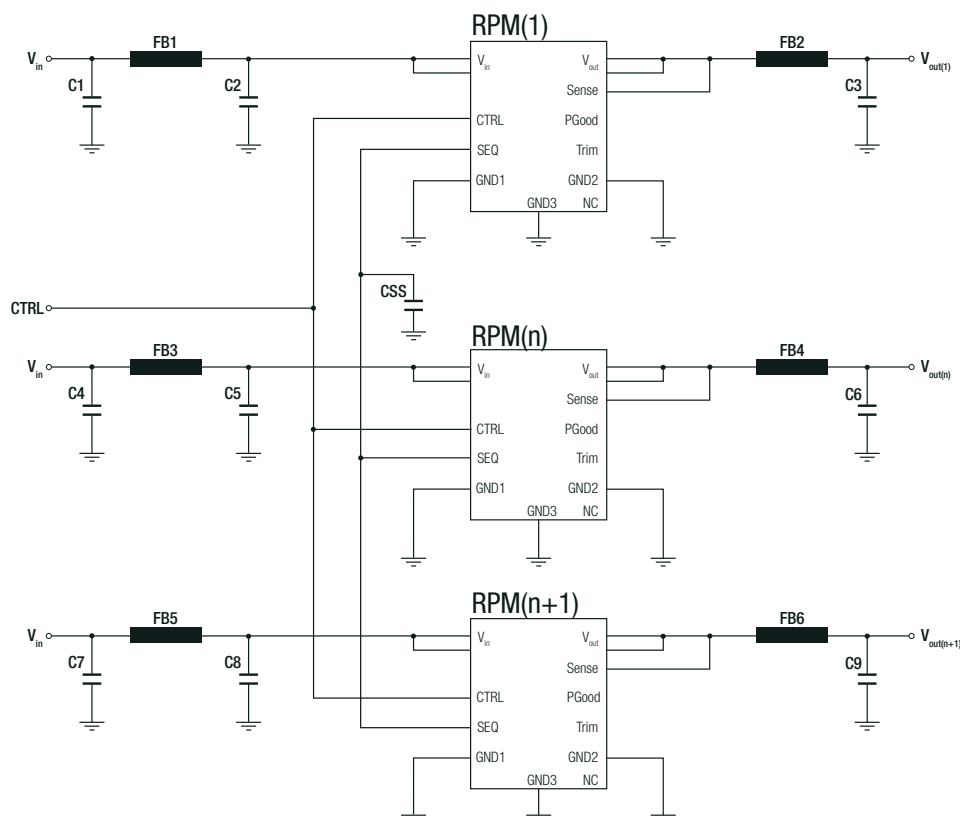 RPM(1)
Vin
FB1
C1
C2
Vin
Vout
Sense
CTRL
PGood
SEQ
Trim
GND1
GND2
GND3
NC
FB2
C3
Vout(1)
CTRL
CSS
RPM(n)
Vin
FB3
C4
C5
Vin
Vout
Sense
CTRL
PGood
SEQ
Trim
GND1
GND2
GND3
NC
FB4
C6
Vout(n)
RPM(n+1)
Vin
FB5
C7
C8
Vin
Vout
Sense
CTRL
PGood
SEQ
Trim
GND1
GND2
GND3
NC
FB6
C9
Vout(n+1)